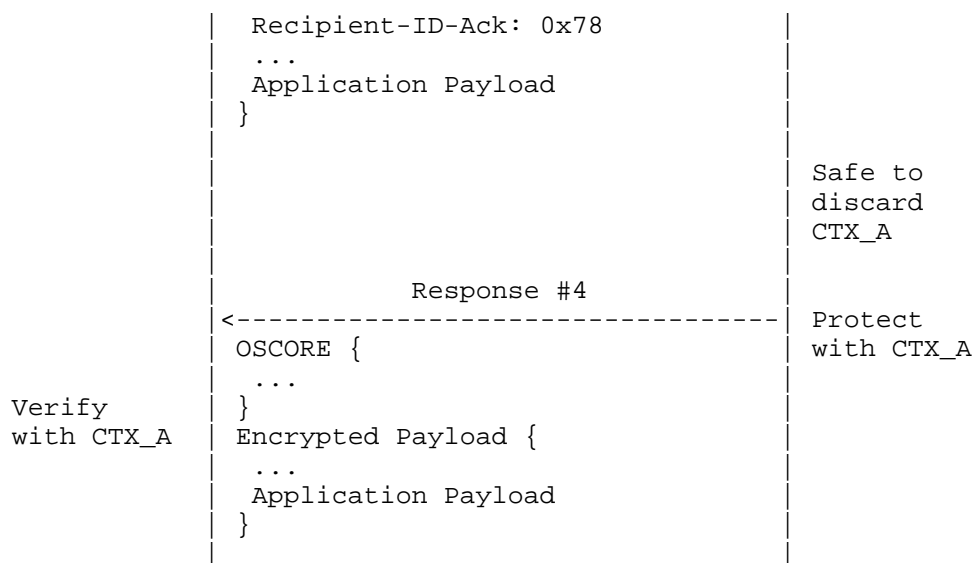 Recipient-ID-Ack: 0x78
...
Application Payload
}
Safe to
discard
CTX_A
Response #4
<---------------------------------- Protect
OSCORE { with CTX_A
...
Verify }
with CTX_A Encrypted Payload {
...
Application Payload
}